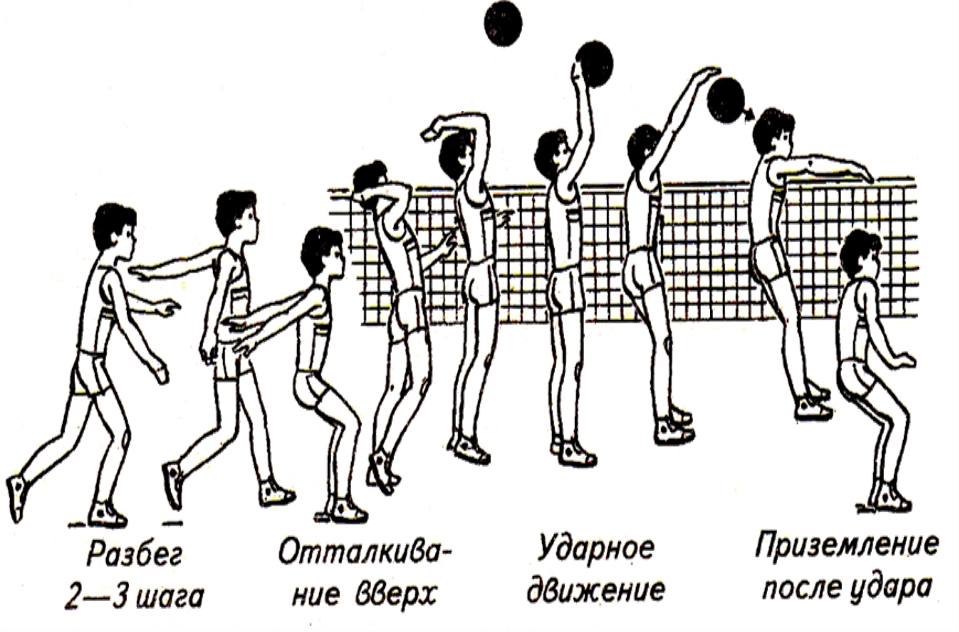 Разбег
2—3 шага
Отталкива-
ние вверх
Ударное
движение
Приземление
после удара